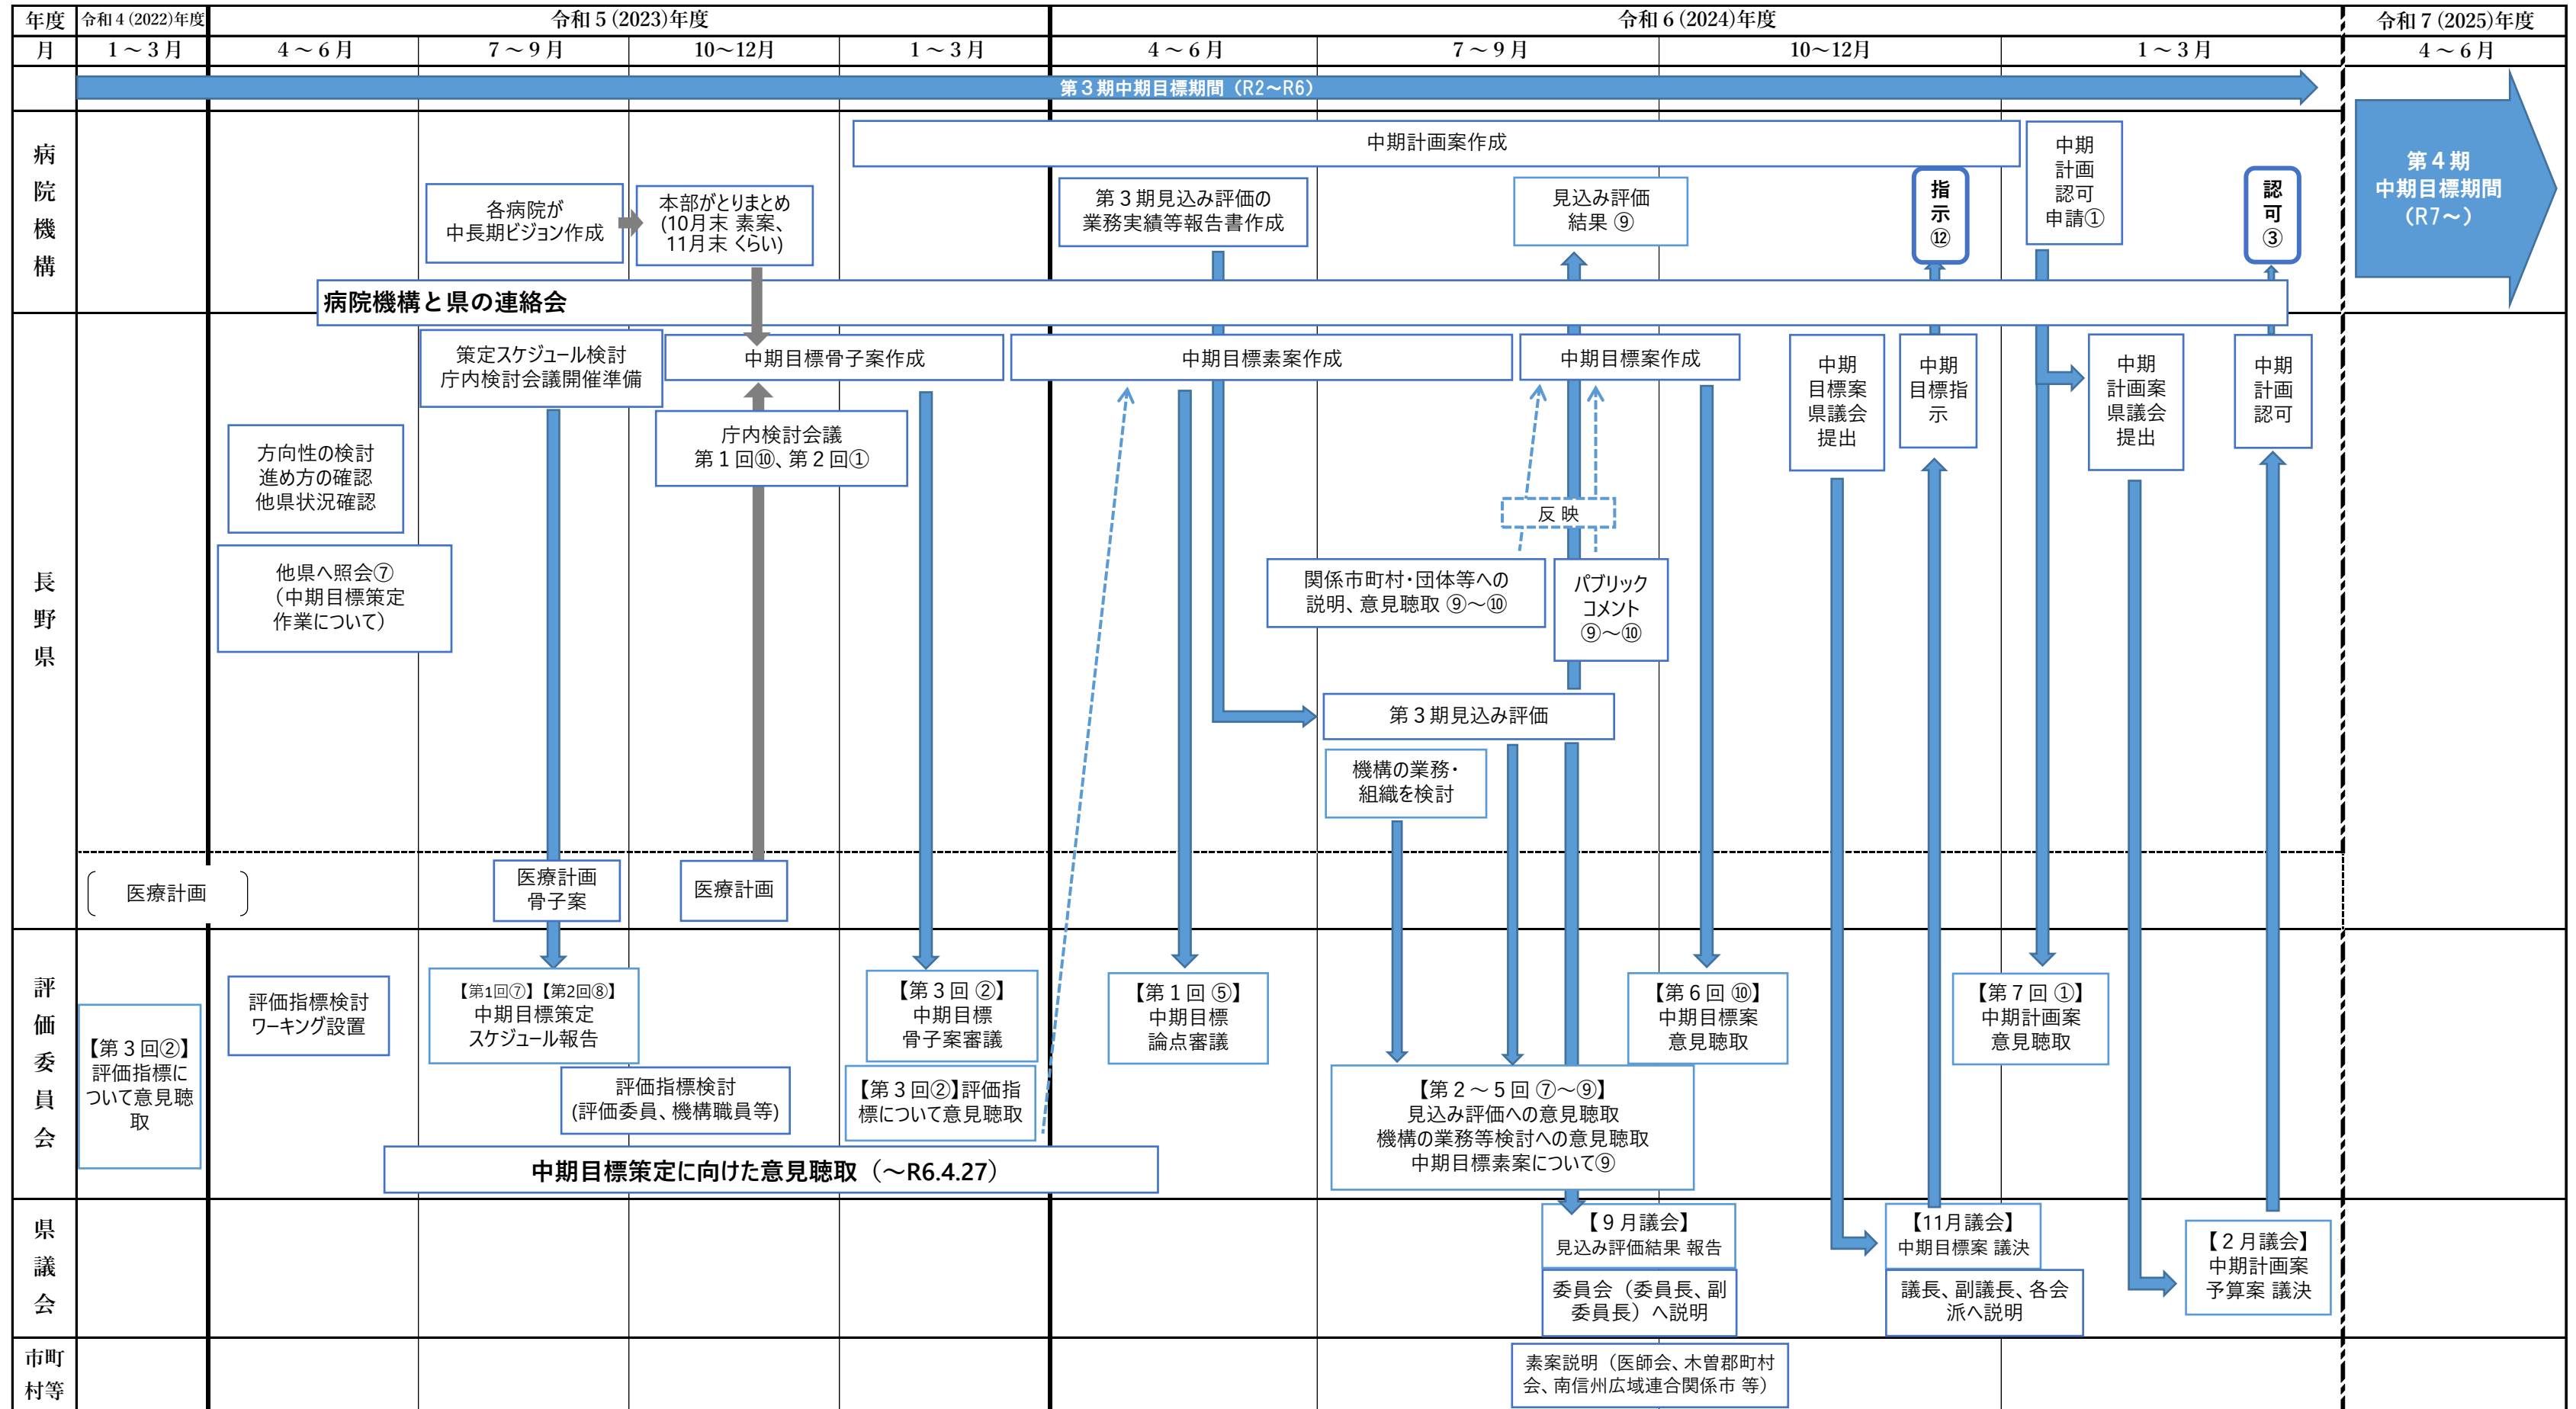 年度
令和４(2022)年度
令和５(2023)年度
令和６(2024)年度
令和７(2025)年度
月
１～３月
４～６月
７～９月
10～12月
１～３月
４～６月
７～９月
10～12月
１～３月
４～６月
第３期中期目標期間（R2～R6）
病
院
機
構
中期計画案作成
各病院が
中長期ビジョン作成
本部がとりまとめ
(10月末 素案、
11月末 くらい)
第３期見込み評価の
業務実績等報告書作成
見込み評価
結果 ⑨
指
示
⑫
中期
計画
認可
申請①
認
可
③
第４期
中期目標期間
（R7～）
病院機構と県の連絡会
長
野
県
策定スケジュール検討
庁内検討会議開催準備
中期目標骨子案作成
中期目標素案作成
中期目標案作成
中期
目標案
県議会
提出
中期
目標指
示
中期
計画案
県議会
提出
中期
計画
認可
方向性の検討
進め方の確認
他県状況確認
庁内検討会議
第１回⑩、第２回①
反 映
他県へ照会⑦
（中期目標策定
作業について）
関係市町村・団体等への
説明、意見聴取 ⑨～⑩
パブリック
コメント
⑨～⑩
第３期見込み評価
機構の業務・
組織を検討
医療計画
医療計画
骨子案
医療計画
評
価
委
員
会
【第３回②】
評価指標に
ついて意見聴
取
評価指標検討
ワーキング設置
【第1回⑦】【第2回⑧】
中期目標策定
スケジュール報告
評価指標検討
(評価委員、機構職員等)
【第３回 ②】
中期目標
骨子案審議
【第３回②】評価指
標について意見聴取
【第１回 ⑤】
中期目標
論点審議
【第２～５回 ⑦～⑨】
見込み評価への意見聴取
機構の業務等検討への意見聴取
中期目標素案について⑨
【第６回 ⑩】
中期目標案
意見聴取
【第７回 ①】
中期計画案
意見聴取
中期目標策定に向けた意見聴取（～R6.4.27）
県
議
会
【９月議会】
見込み評価結果 報告
委員会（委員長、副
委員長）へ説明
【11月議会】
中期目標案 議決
議長、副議長、各会
派へ説明
【２月議会】
中期計画案
予算案 議決
市町
村等
素案説明（医師会、木曽郡町村
会、南信州広域連合関係市 等）